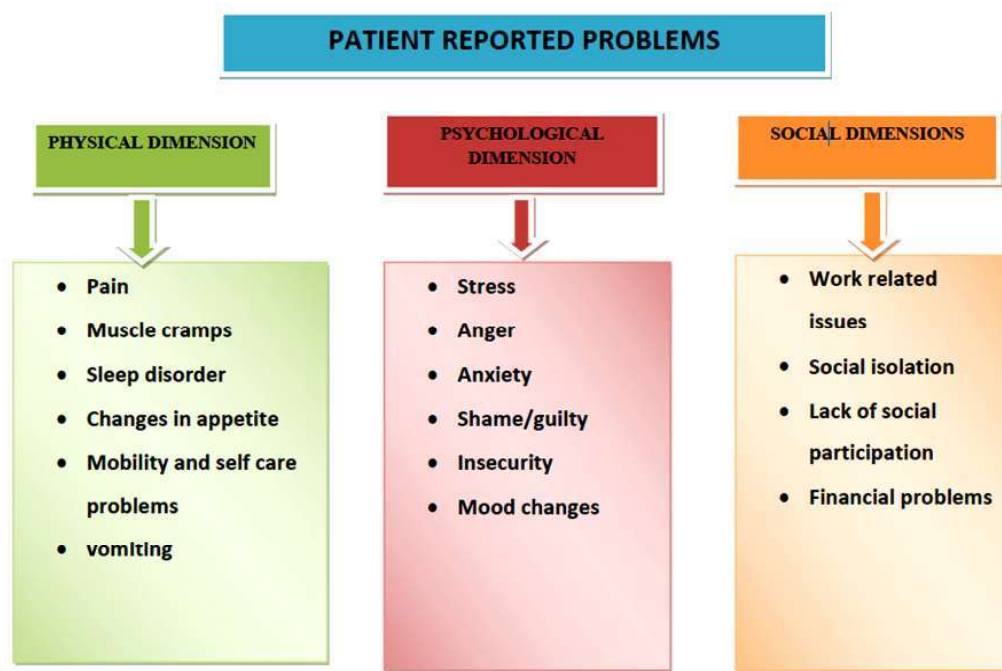 PATIENT REPORTED PROBLEMS
PHYSICAL DIMENSION
• Pain
• Muscle cramps
• Sleep disorder
• Changes in appetite
• Mobility and self care
problems
• vomiting
PSYCHOLOGICAL
DIMENSION
• Stress
• Anger
• Anxiety
• Shame/guilty
• Insecurity
• Mood changes
SOCIAL DIMENSIONS
• Work related
issues
• Social isolation
• Lack of social
participation
• Financial problems